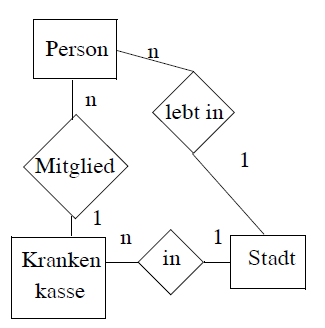 Person
n
n
lebt in
1
Mitglied
1
n
1
Kranken
kasse
in
Stadt